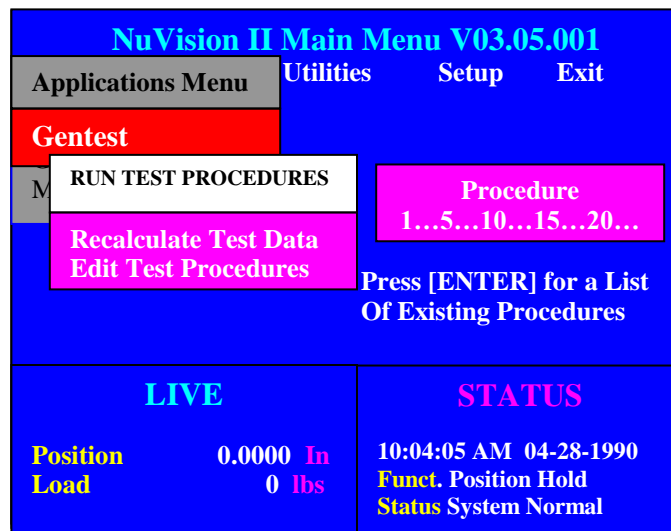 NuVision II Main Menu V03.05.001
Applications Menu Utilities Setup Exit
Gentest
RUN TEST PROCEDURES
Recalculate Test Data
Edit Test Procedures
Procedure
1…5…10…15…20…
Press [ENTER] for a List
Of Existing Procedures
LIVE
Position 0.0000 In
Load 0 lbs
STATUS
10:04:05 AM 04-28-1990
Funct. Position Hold
Status System Normal